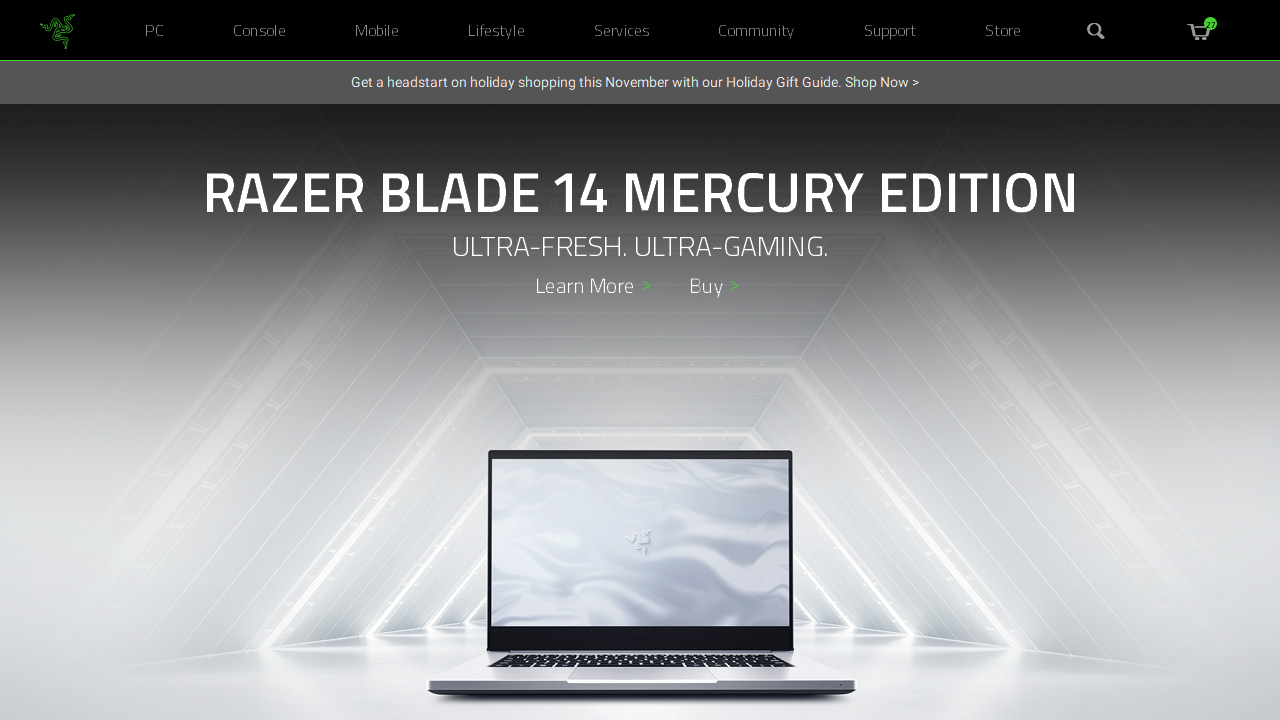 PC Console Mobile Lifestyle Services Community Support Store 27
Get a headstart on holiday shopping this November with our Holiday Gift Guide. Shop Now >
RAZER BLADE 14 MERCURY EDITION
ULTRA-FRESH. ULTRA-GAMING.
Learn More > Buy >